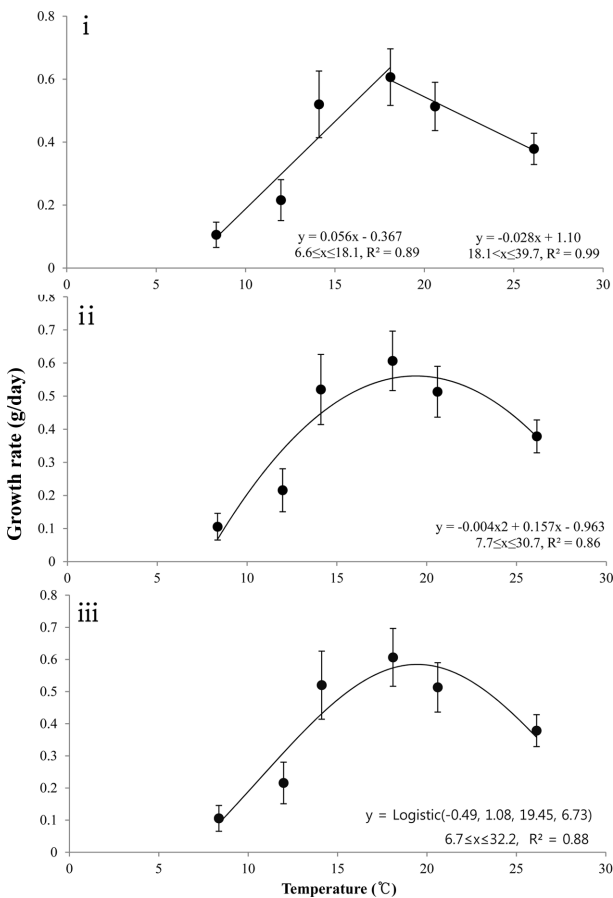 i
0.8
0.6
0.4
0.2
0
0 5 10 15 20 25 30
y = 0.056x - 0.367
6.6≤x≤18.1, R² = 0.89
y = -0.028x + 1.10
18.1<x≤39.7, R² = 0.99
ii
0.8
0.7
0.6
0.5
0.4
0.3
0.2
0.1
0
0 5 10 15 20 25 30
y = -0.004x2 + 0.157x - 0.963
7.7≤x≤30.7, R² = 0.86
Growth rate (g/day)
iii
0.8
0.7
0.6
0.5
0.4
0.3
0.2
0.1
0
0 5 10 15 20 25 30
y = Logistic(-0.49, 1.08, 19.45, 6.73)
6.7≤x≤32.2, R² = 0.88
Temperature (℃)